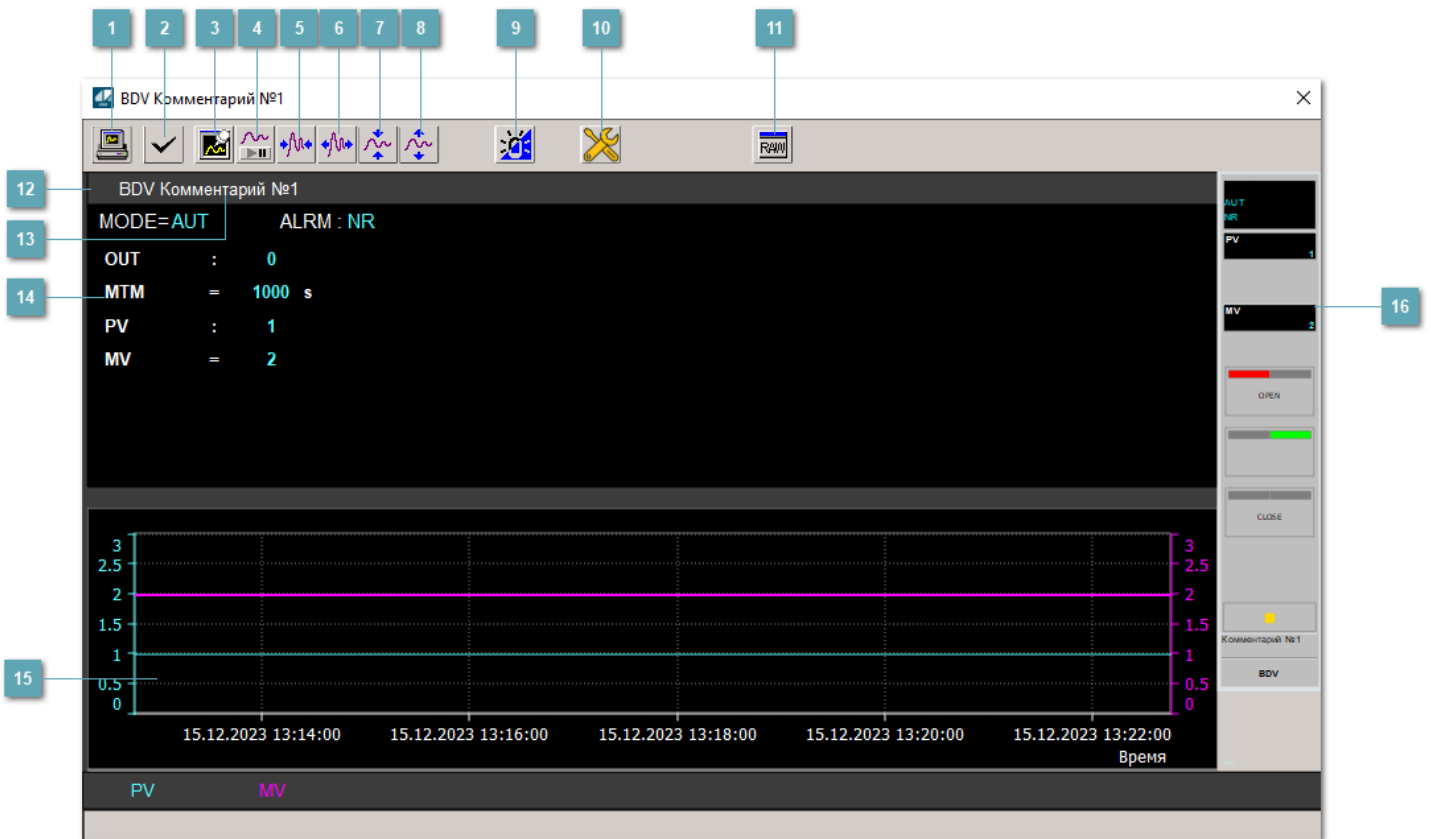 1 2 3 4 5 6 7 8 9 10 11
BDV Комментарий №1
RAW
12
BDV Комментарий №1
13
MODE=AUT ALRM : NR
OUT : 0
14
MTM = 1000 s
PV : 1
MV = 2
AUT
NR
PV
1
MV
2
16
OPEN
CLOSE
Комментарий №1
BDV
15
3
2.5
2
1.5
1
0.5
0
3
2.5
2
1.5
1
0.5
0
15.12.2023 13:14:00 15.12.2023 13:16:00 15.12.2023 13:18:00 15.12.2023 13:20:00 15.12.2023 13:22:00
Время
PV MV